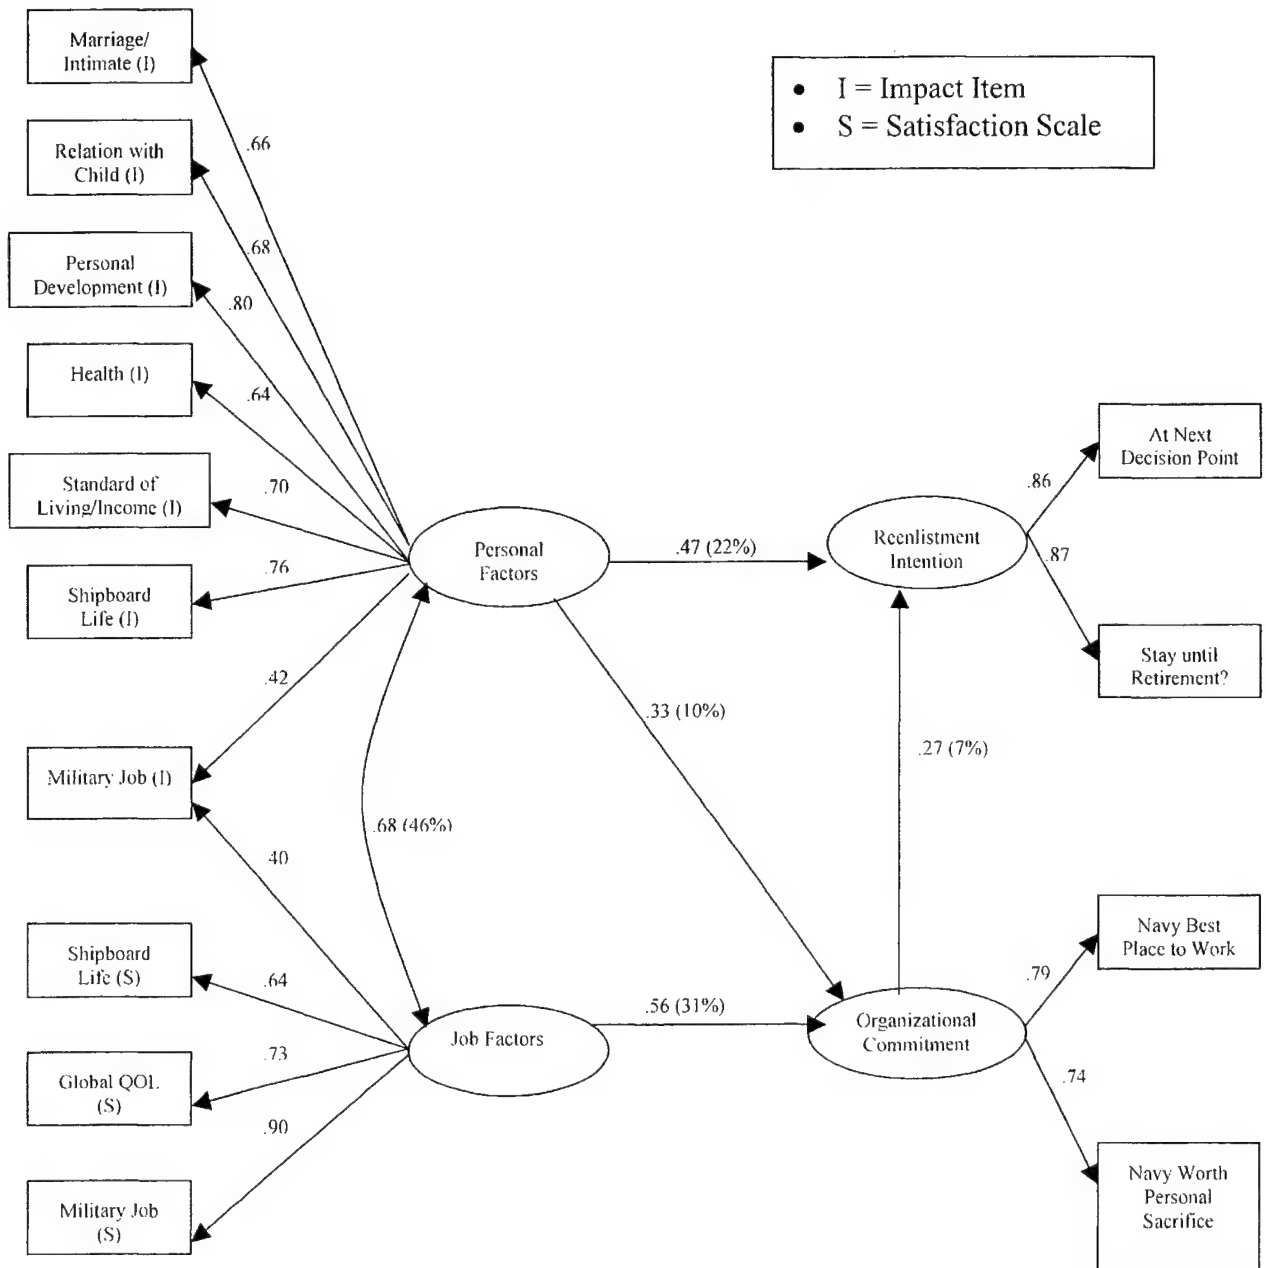 Marriage/
Intimate (I)
• I = Impact Item
• S = Satisfaction Scale
.66
Relation with
Child (I)
.68
Personal
Development (I)
.80
Health (I)
.64
Standard of
Living/Income (I)
.70
Shipboard
Life (I)
.76
Personal
Factors
.47 (22%)
Reenlistment
Intention
.86
At Next
Decision Point
.87
Stay until
Retirement?
.42
.33 (10%)
.27 (7%)
Military Job (I)
.68 (46%)
.40
Shipboard
Life (S)
.64
Job Factors
.56 (31%)
Organizational
Commitment
.79
Navy Best
Place to Work
.74
Navy Worth
Personal
Sacrifice
Global QOL
(S)
.73
.90
Military Job
(S)